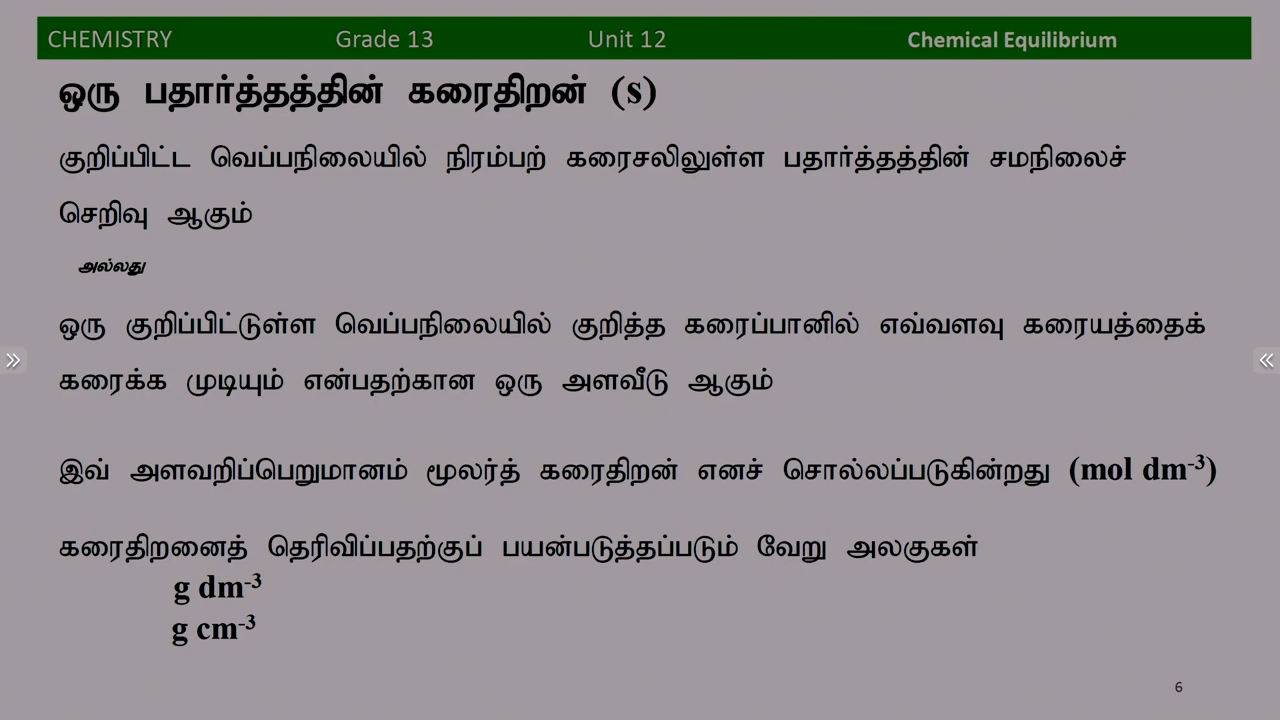 CHEMISTRY Grade 13 Unit 12 Chemical Equilibrium
ஒரு பதார்த்தத்தின் கரைதிறன் (s)
குறிப்பிட்ட வெப்பநிலையில் நிரம்பற் கரைசலிலுள்ள பதார்த்தத்தின் சமநிலைச்
செறிவு ஆகும்
அல்லது
ஒரு குறிப்பிட்டுள்ள வெப்பநிலையில் குறித்த கரைப்பானில் எவ்வளவு கரையத்தைக்
கரைக்க முடியும் என்பதற்கான ஒரு அளவீடு ஆகும்
இவ் அளவறிப்பெறுமானம் மூலர்த் கரைதிறன் எனச் சொல்லப்படுகின்றது (mol dm⁻³)
கரைதிறனைத் தெரிவிப்பதற்குப் பயன்படுத்தப்படும் வேறு அலகுகள்
g dm⁻³
g cm⁻³
6